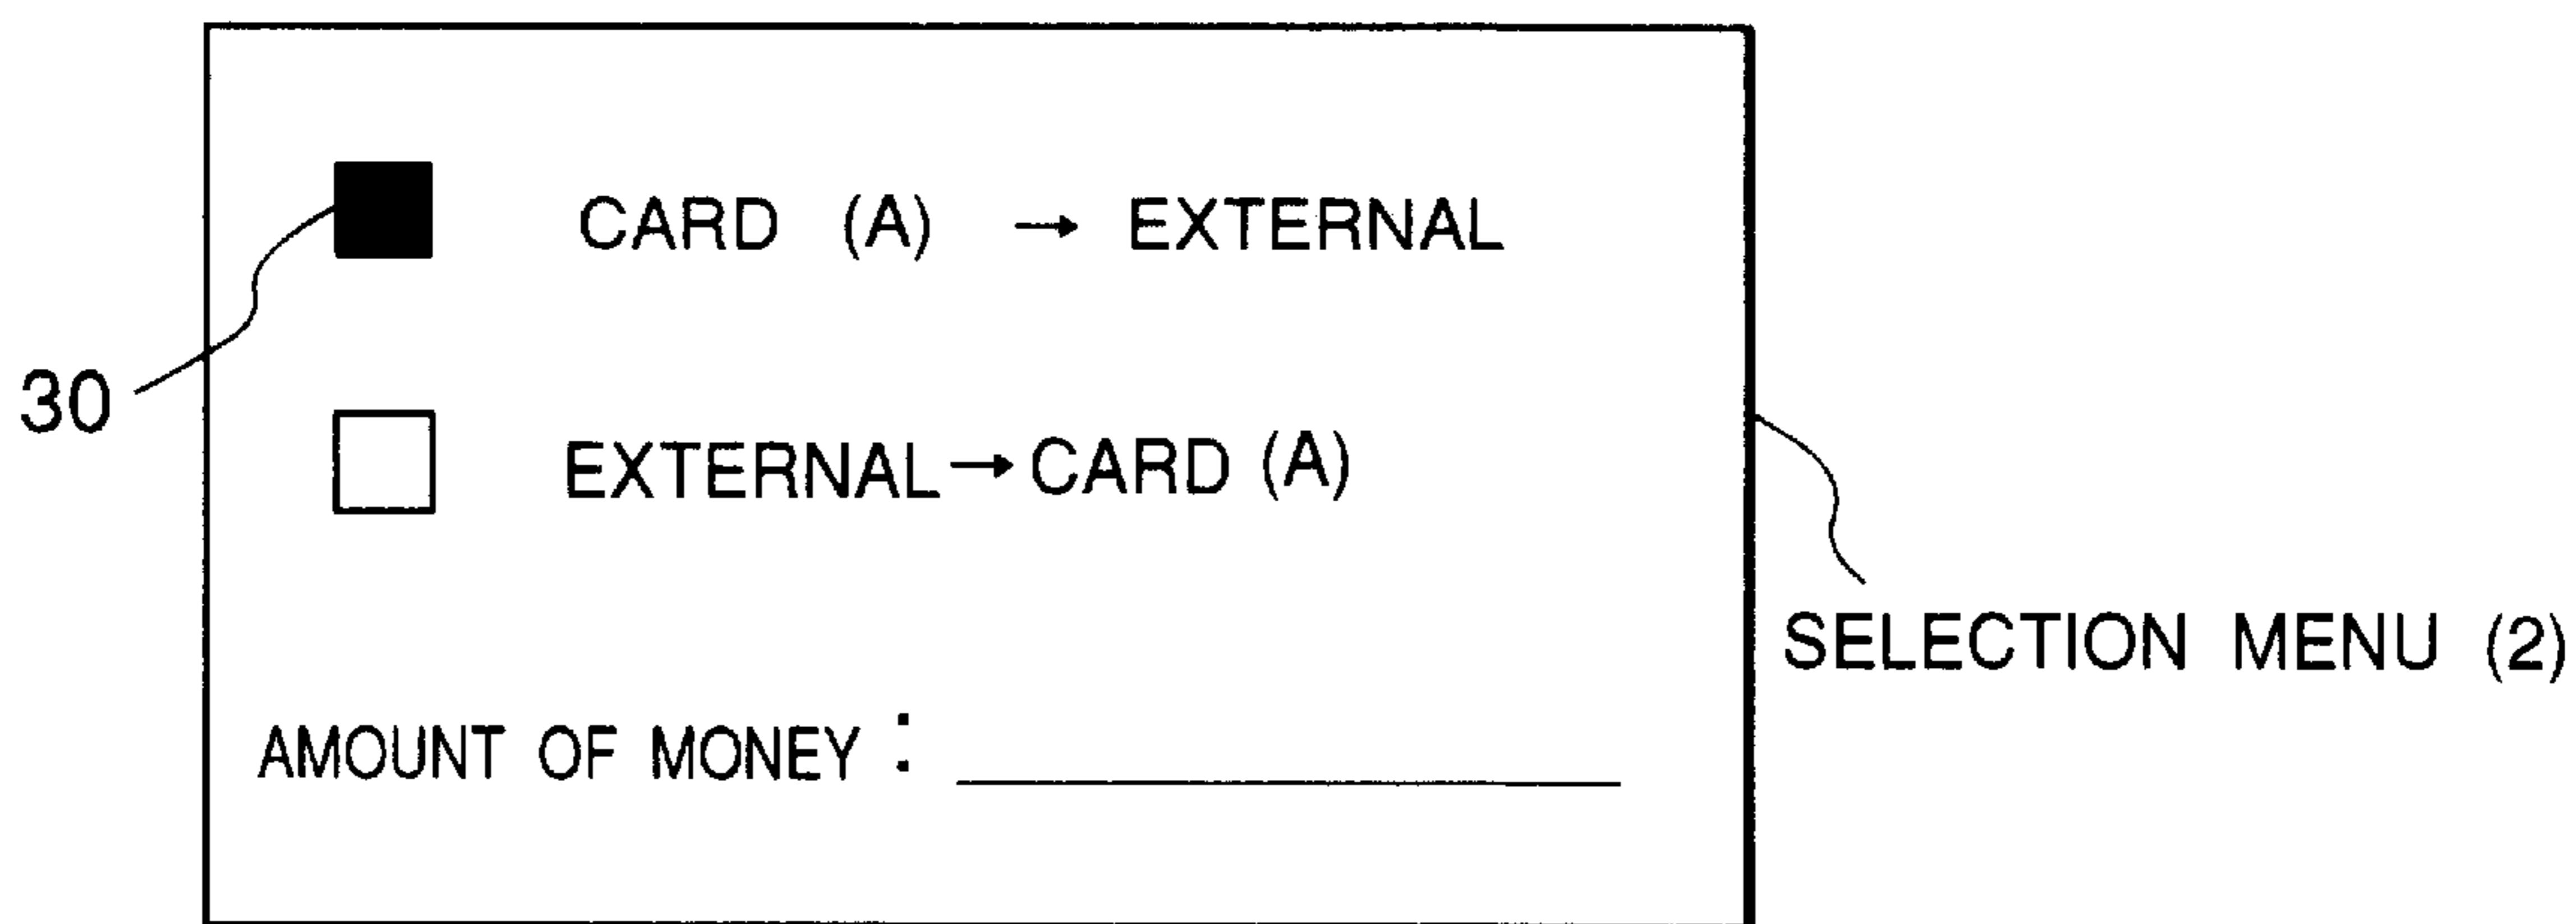 CARD (A) → EXTERNAL
30
EXTERNAL → CARD (A)
SELECTION MENU (2)
AMOUNT OF MONEY :